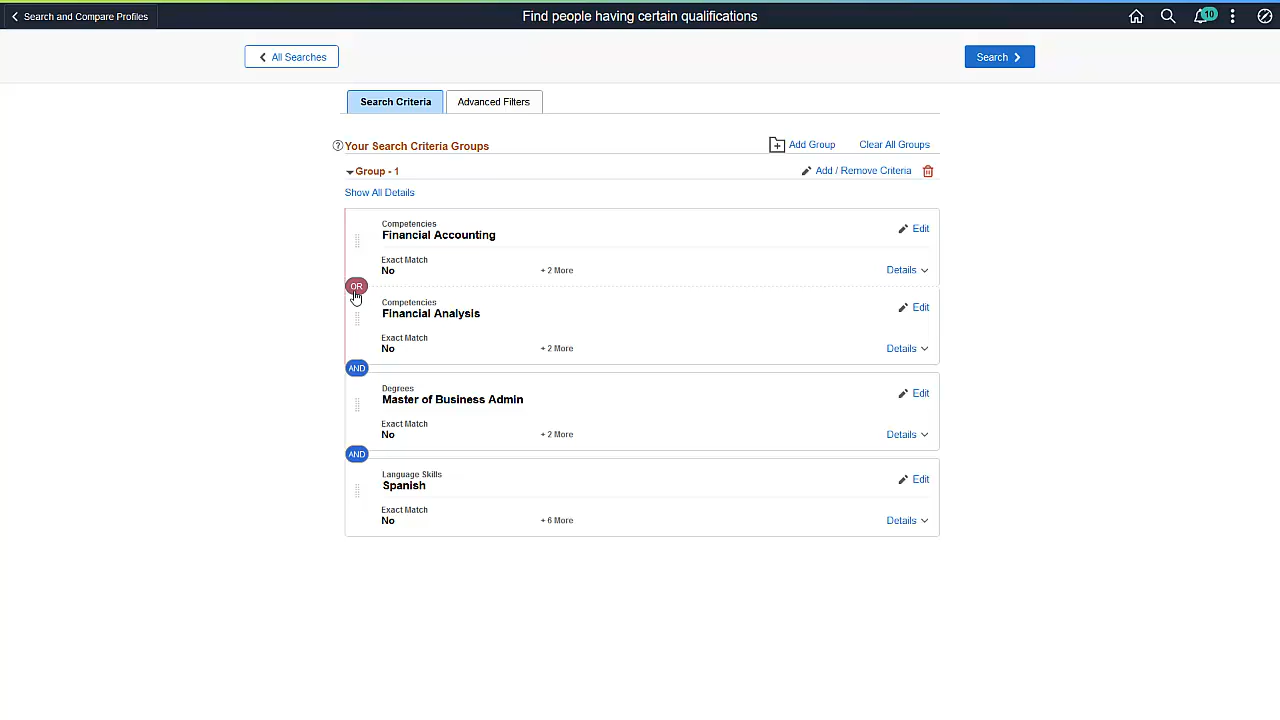 Search and Compare Profiles
Find people having certain qualifications
10
All Searches
Search
Search Criteria
Advanced Filters
Your Search Criteria Groups
Add Group
Clear All Groups
Group - 1
Add / Remove Criteria
Show All Details
Competencies
Financial Accounting
Edit
Exact Match
No
+ 2 More
Details
OR
Competencies
Financial Analysis
Edit
Exact Match
No
+ 2 More
Details
AND
Degrees
Master of Business Admin
Edit
Exact Match
No
+ 2 More
Details
AND
Language Skills
Spanish
Edit
Exact Match
No
+ 6 More
Details